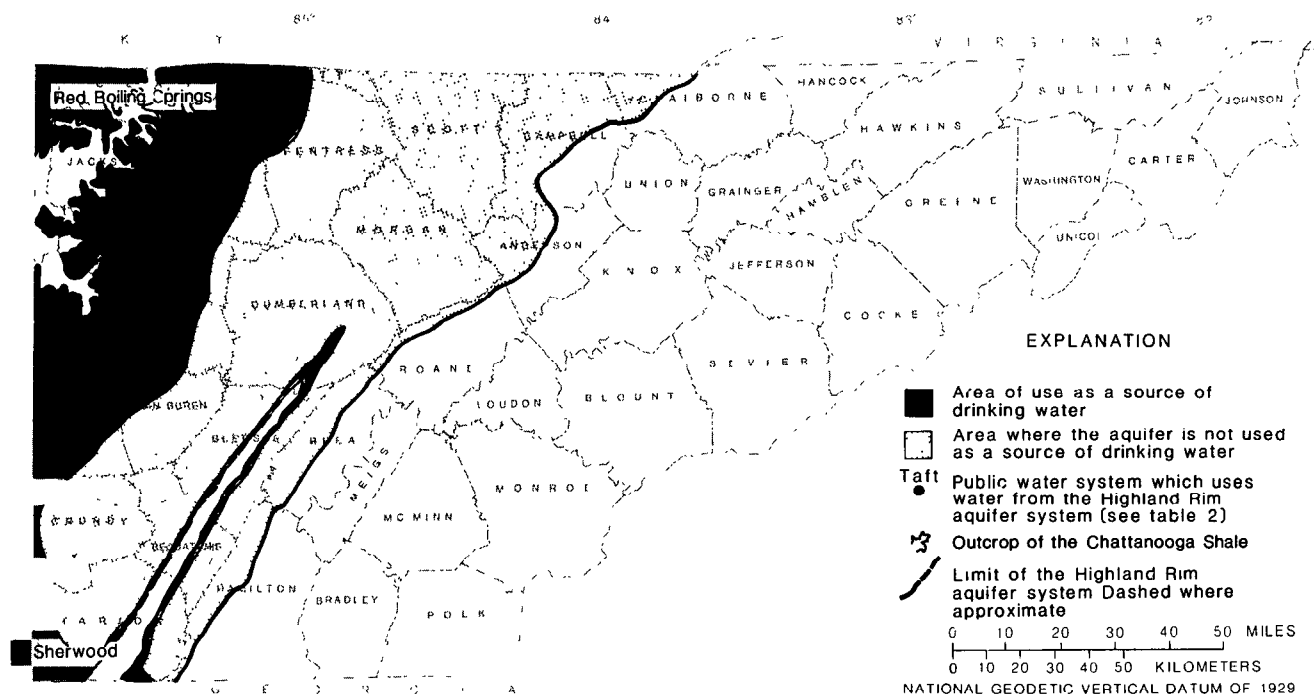 84
83°
82
K Y
V I R G I N I A
Red Boiling Springs
HANCOCK
SULLIVAN
JOHNSON
AIBORNE
SCOTT
CAMPBELL
HAWKINS
JACKS
FENTRESS
CARTER
UNION
GRAINGER
WASHINGTON
HAMBLEN
GREENE
MORGAN
ANDERSON
UNICOI
KNOX
JEFFERSON
CUMBERLAND
COCKE
SEVIER
ROANE
LOUDON
BLOUNT
N BUREN
BLEDSOE
RHEA
MEIGS
MONROE
GRUNDY
MC MINN
SEQUATCHIE
HAMILTON
BRADLEY
POLK
MARION
Sherwood
G E O R G I A
EXPLANATION
Area of use as a source of
drinking water
Area where the aquifer is not used
as a source of drinking water
Taft
Public water system which uses
water from the Highland Rim
aquifer system (see table 2)
Outcrop of the Chattanooga Shale
Limit of the Highland Rim
aquifer system Dashed where
approximate
0 10 20 30 40 50 MILES
0 10 20 30 40 50 KILOMETERS
NATIONAL GEODETIC VERTICAL DATUM OF 1929